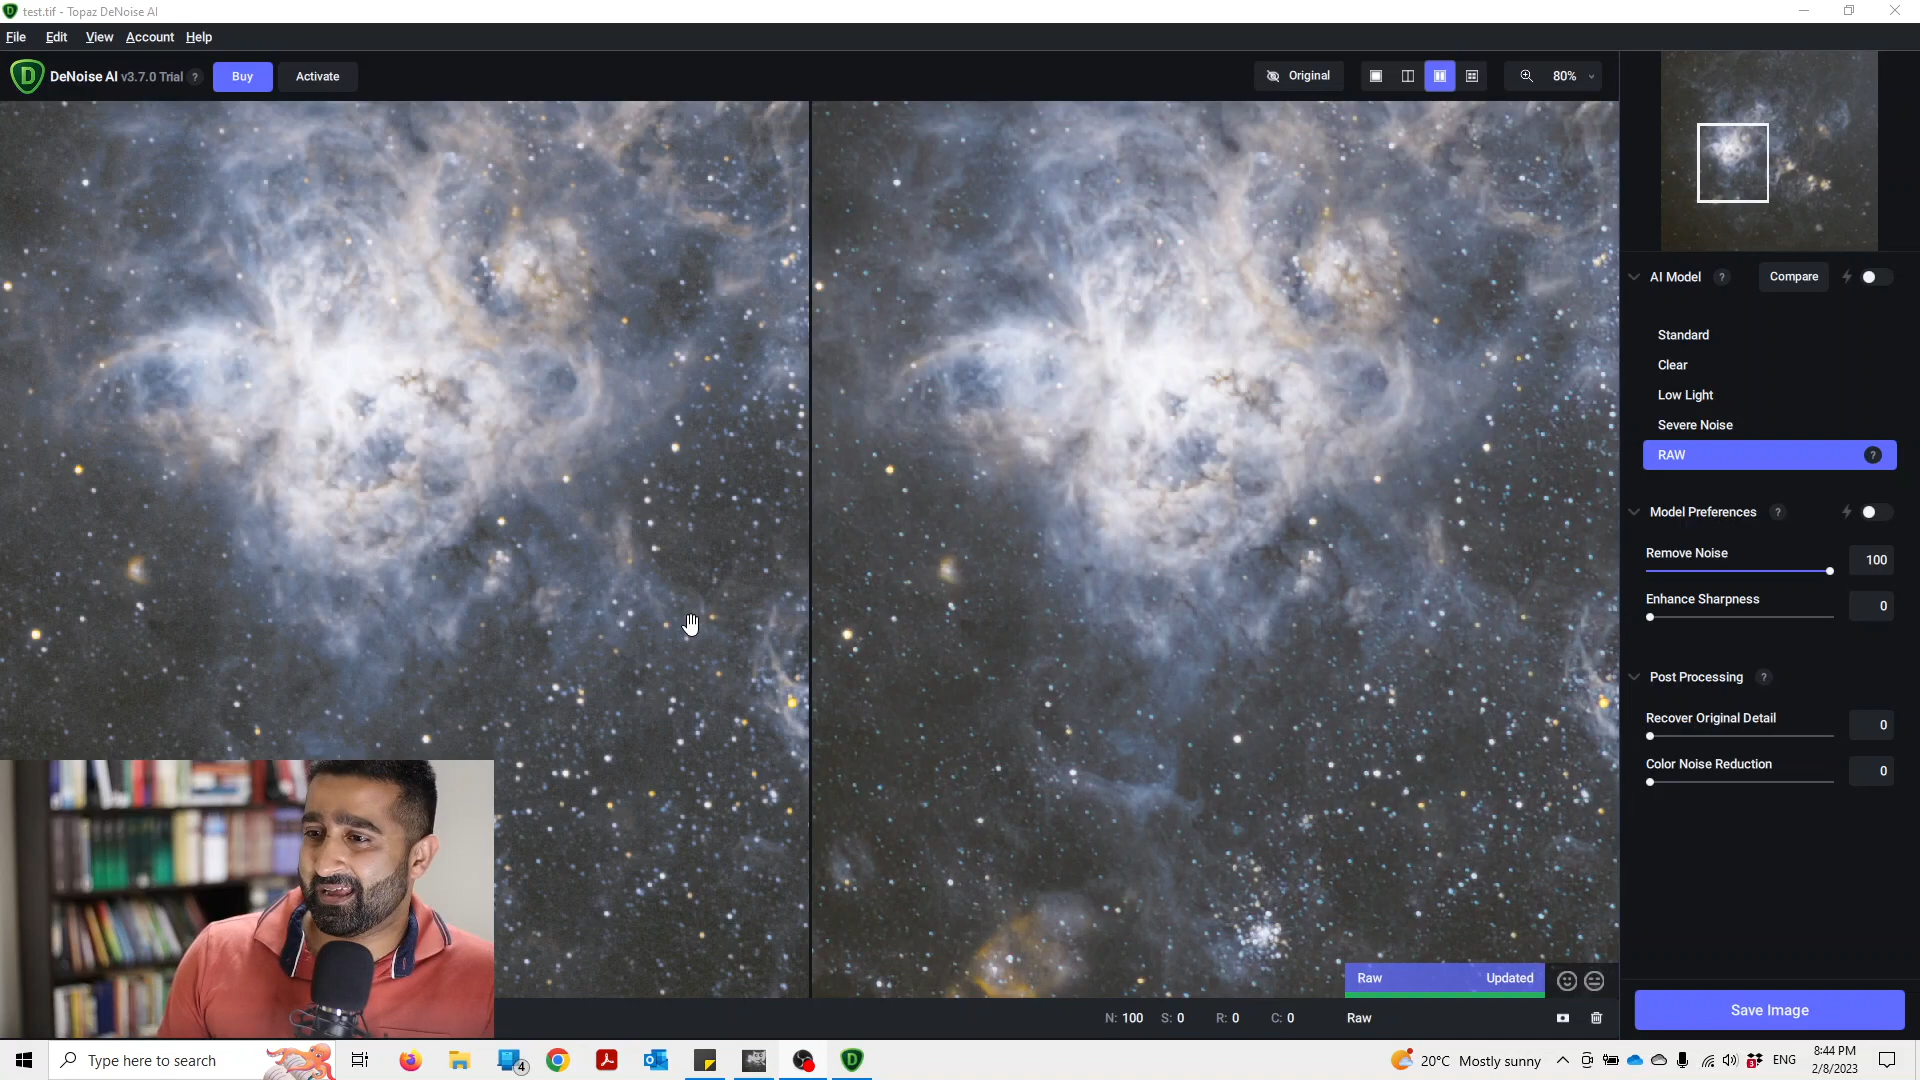 test.tif - Topaz DeNoise AI
File Edit View Account Help
DeNoise AI v3.7.0 Trial ? Buy Activate Original 80%
AI Model ? Compare
Standard
Clear
Low Light
Severe Noise
RAW ?
Model Preferences ?
Remove Noise 100
Enhance Sharpness 0
Post Processing ?
Recover Original Detail 0
Color Noise Reduction 0
Raw Updated
N: 100 S: 0 R: 0 C: 0 Raw
Save Image
Type here to search 4 20°C Mostly sunny ENG 8:44 PM
2/8/2023